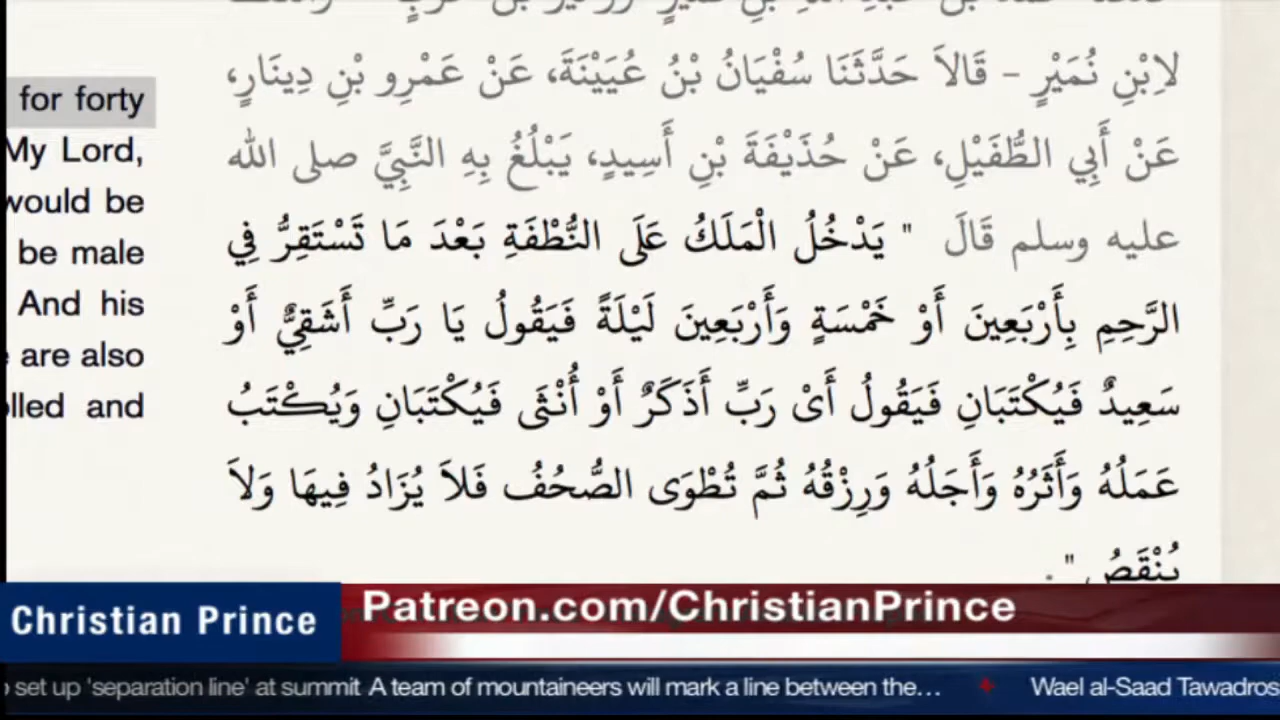 for forty
My Lord,
would be
be male
And his
are also
and
لاِبْنِ نُمَيْرٍ - قَالاَ حَدَّثَنَا سُفْيَانُ بْنُ عُيَيْنَةَ، عَنْ عَمْرِو بْنِ دِينَارٍ،
عَنْ أَبِي الطُّفَيْلِ، عَنْ حُذَيْفَةَ بْنِ أَسِيدٍ، يَبْلُغُ بِهِ النَّبِيَّ صلى الله
عليه وسلم قَالَ " يَدْخُلُ الْمَلَكُ عَلَى النُّطْفَةِ بَعْدَ مَا تَسْتَقِرُّ فِي
الرَّحِمِ بِأَرْبَعِينَ أَوْ خَمْسَةٍ وَأَرْبَعِينَ لَيْلَةً فَيَقُولُ يَا رَبِّ أَشَقِيٌّ أَوْ
سَعِيدٌ فَيُكْتَبَانِ فَيَقُولُ أَىْ رَبِّ أَذَكَرٌ أَوْ أُنْثَى فَيُكْتَبَانِ وَيُكْتَبُ
عَمَلُهُ وَأَثَرُهُ وَأَجَلُهُ وَرِزْقُهُ ثُمَّ تُطْوَى الصُّحُفُ فَلاَ يُزَادُ فِيهَا وَلاَ
يُنْقَصُ " .
Christian Prince
Patreon.com/ChristianPrince
set up 'separation line' at summit A team of mountaineers will mark a line between the... Wael al-Saad Tawadros